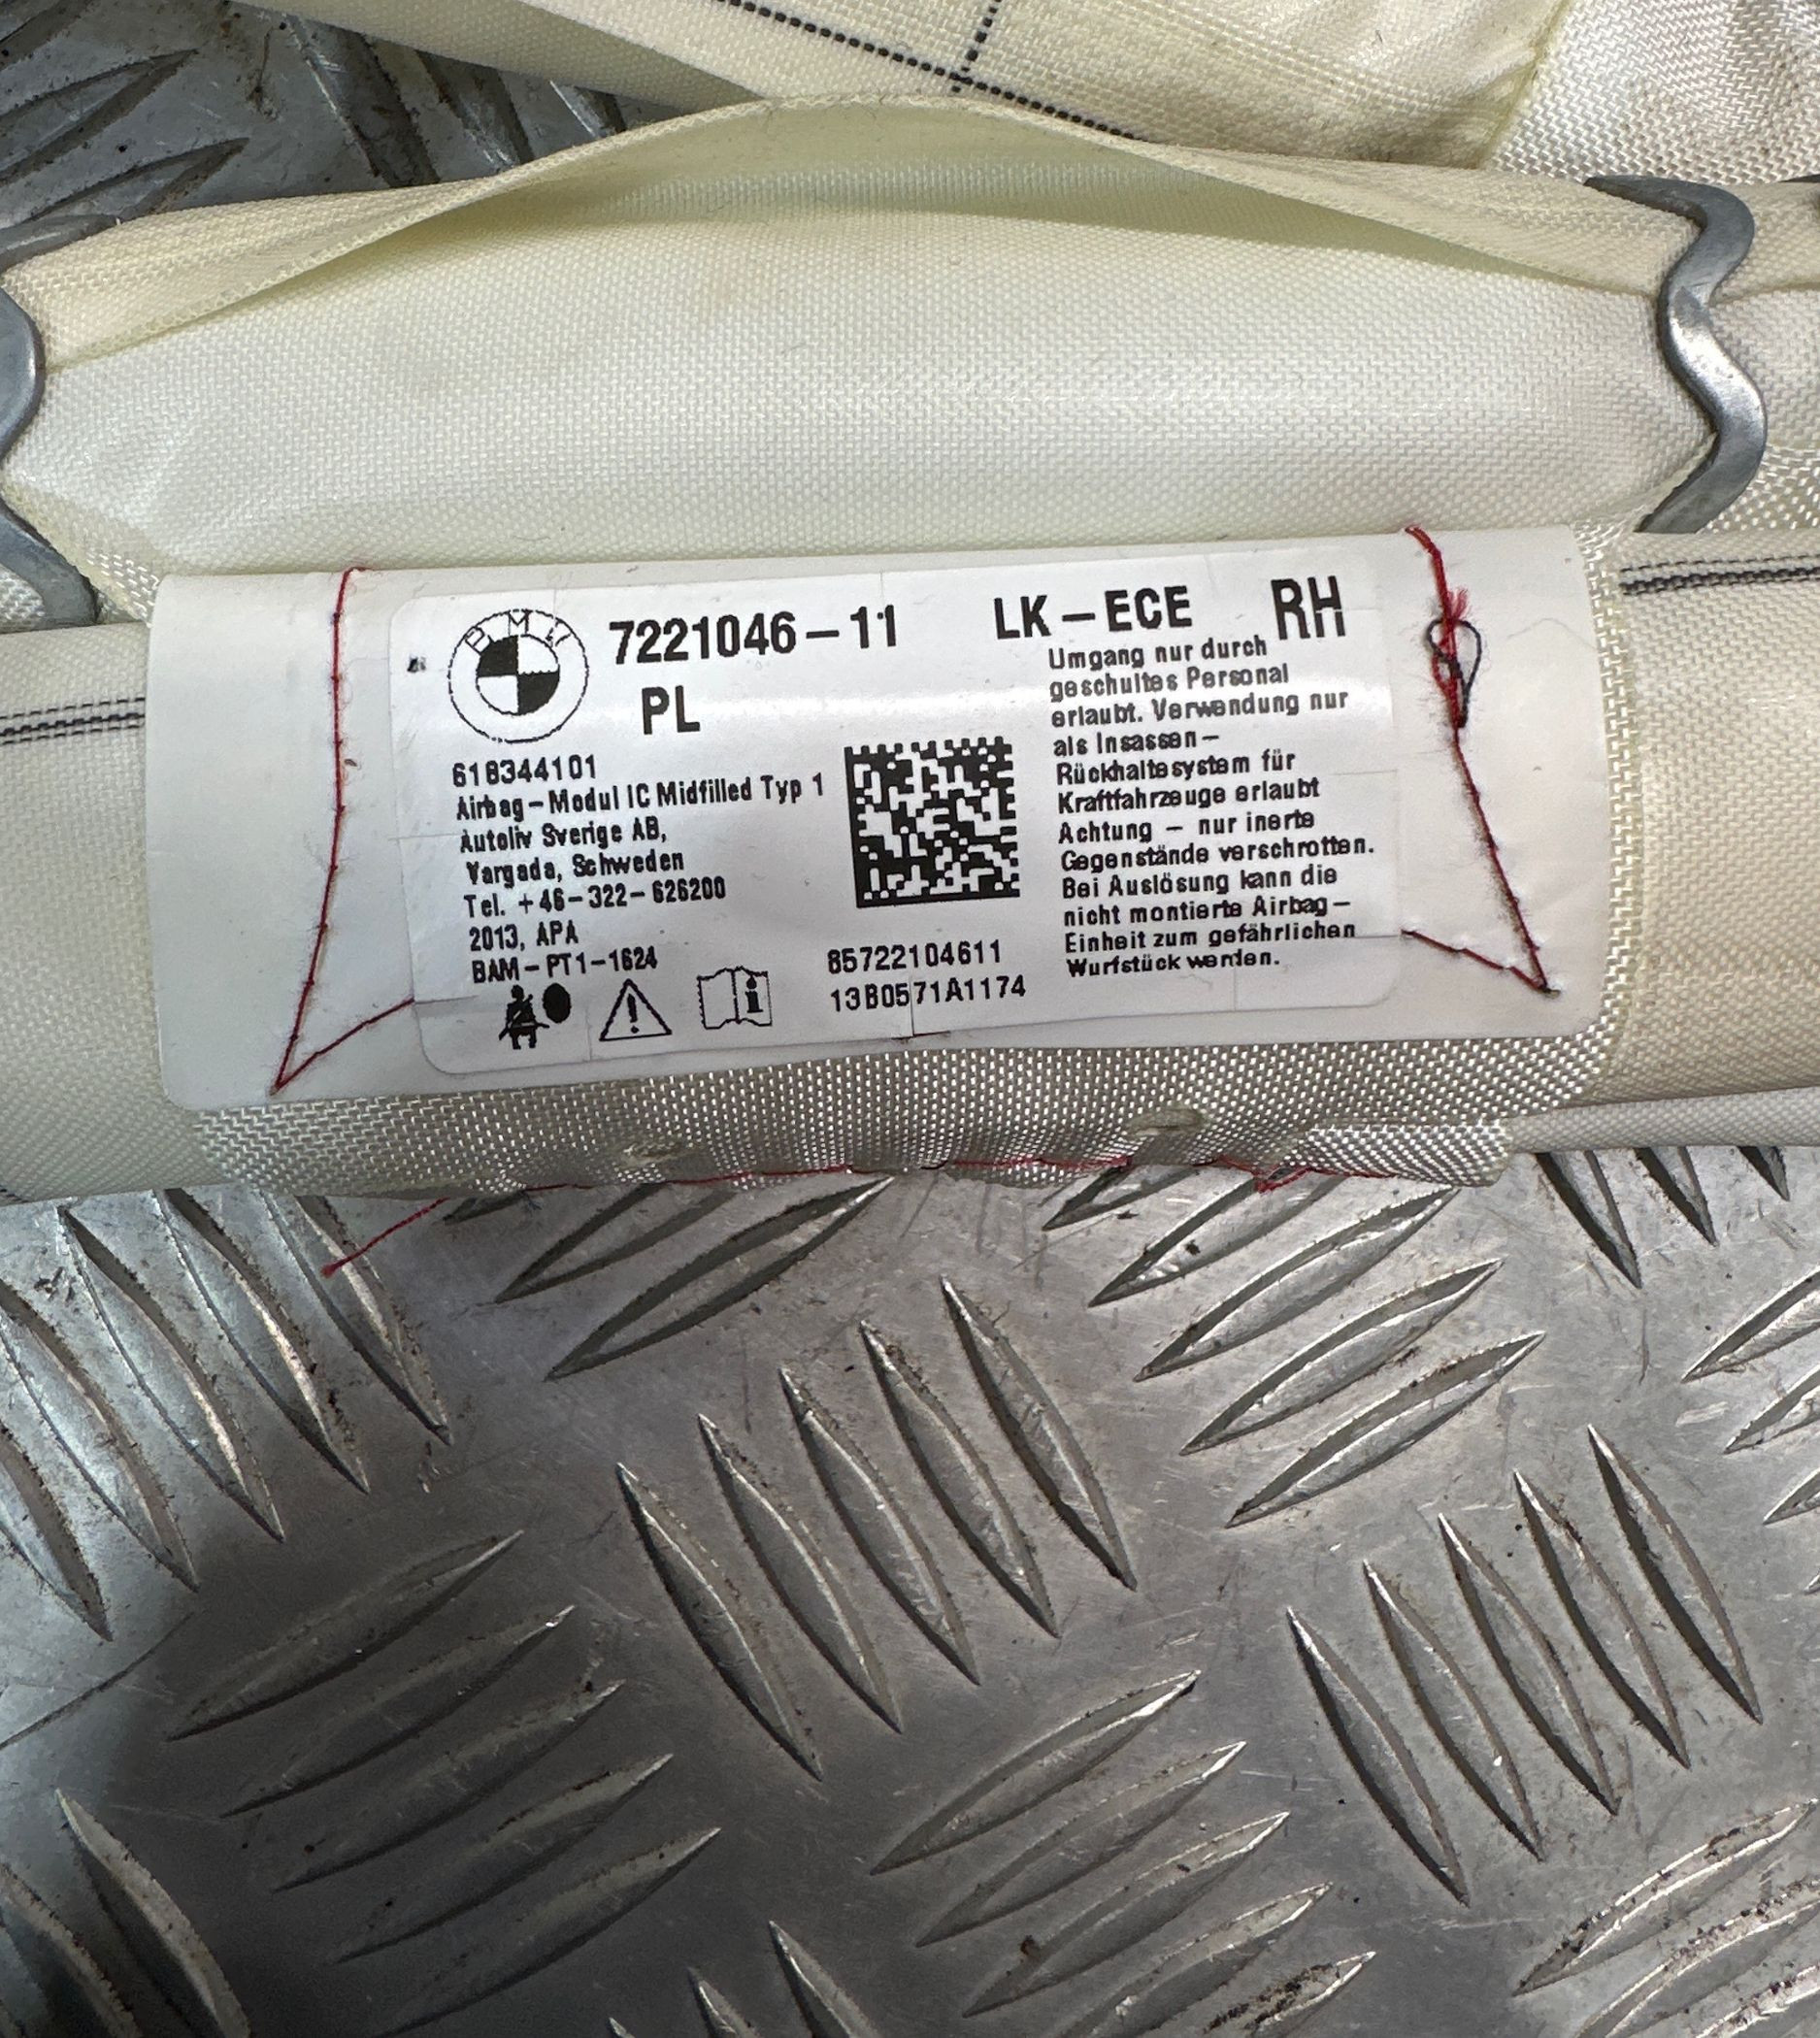 BMW
7221046-11 LK-ECE RH
PL
618344101
Airbag-Modul IC Midfilled Typ 1
Autoliv Sverige AB,
Vargada, Schweden
Tel. +46-322-626200
2013, APA
BAM-PT1-1624
85722104611
13B0571A1174
Umgang nur durch
geschultes Personal
erlaubt. Verwendung nur
als Insassen-
Rückhaltesystem für
Kraftfahrzeuge erlaubt
Achtung - nur inerte
Gegenstände verschrotten.
Bei Auslösung kann die
nicht montierte Airbag-
Einheit zum gefährlichen
Wurfstück werden.